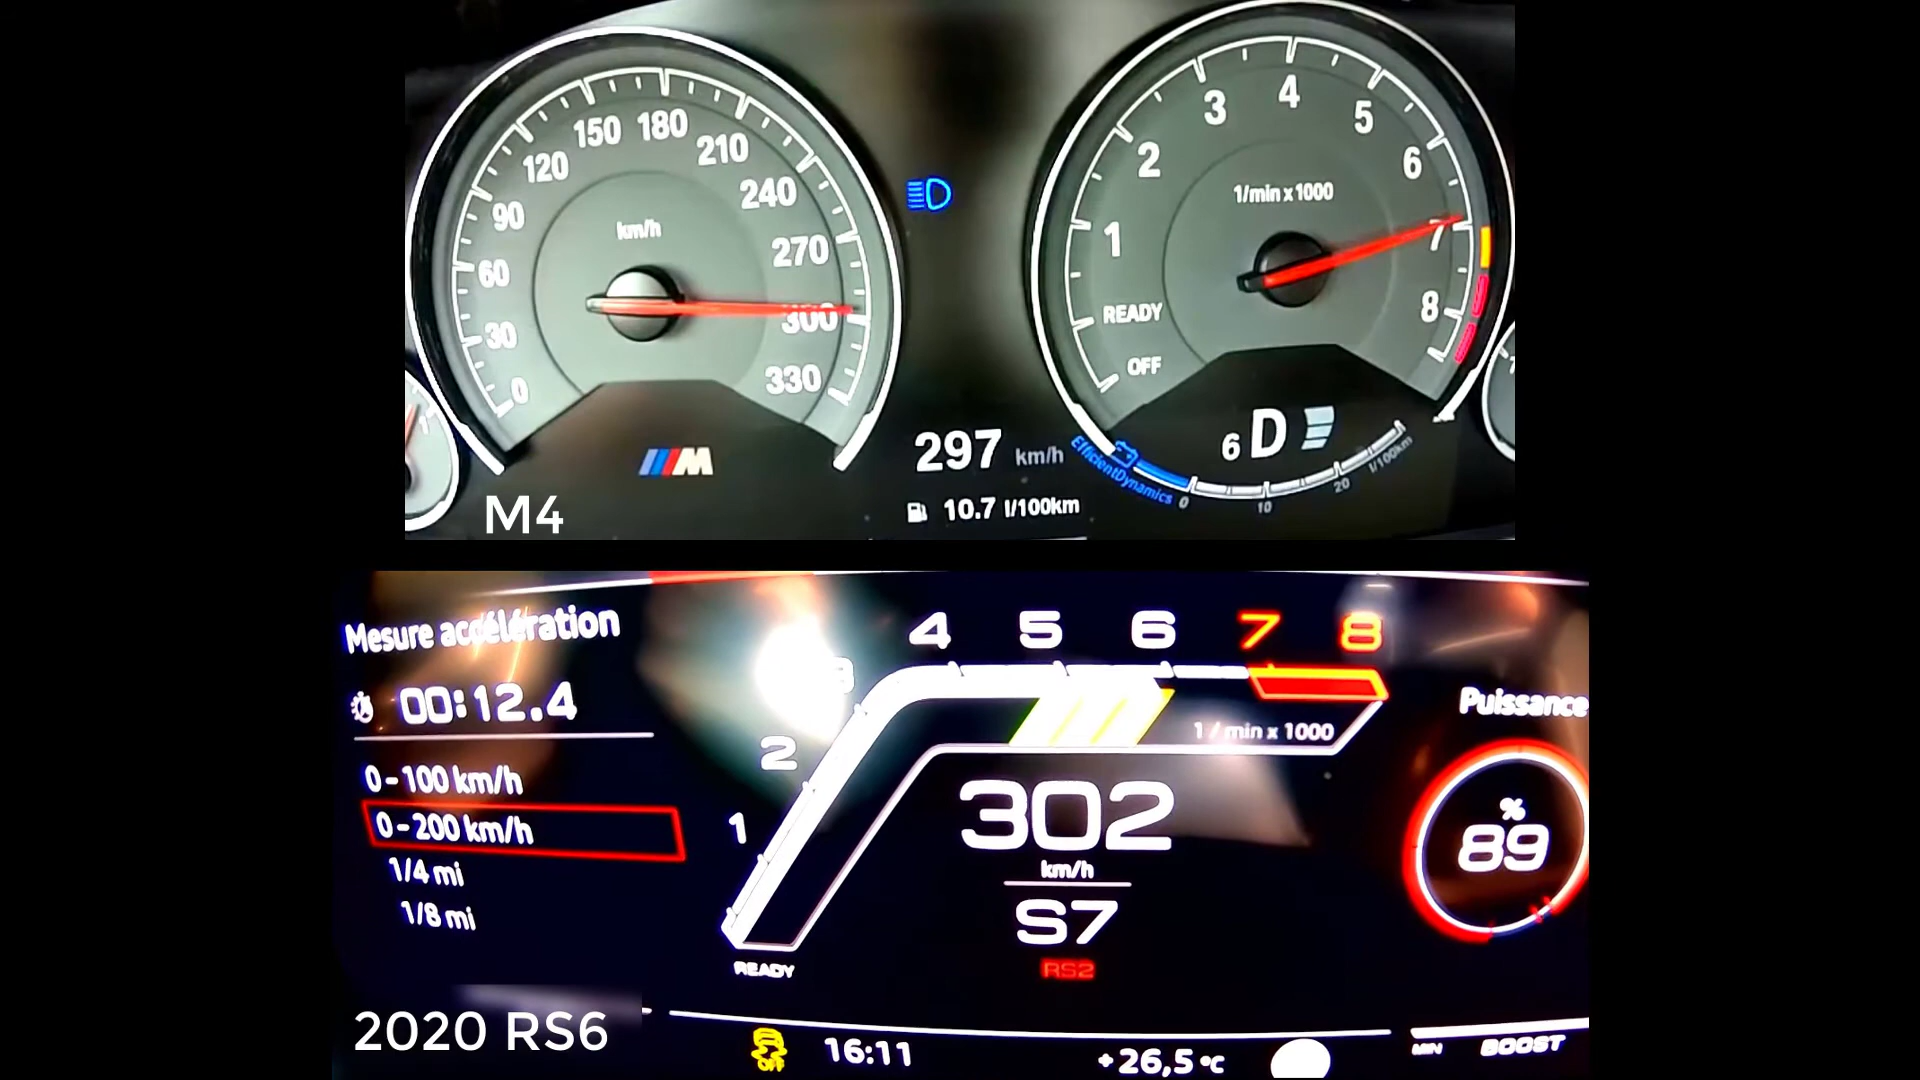 0
30
60
90
120
150
180
210
240
270
300
330
km/h
M
M4
297 km/h
10.7 l/100km
OFF
READY
1
2
3
4
5
6
7
8
1/min x 1000
6 D
EfficientDynamics
0
10
20
l/100km
Mesure accélération
00:12.4
0-100 km/h
0-200 km/h
1/4 mi
1/8 mi
READY
1
2
3
4
5
6
7
8
1 / min x 1000
302
km/h
S7
RS2
Puissance
%
89
2020 RS6
OFF
16:11
+26,5 °C
MIN
BOOST